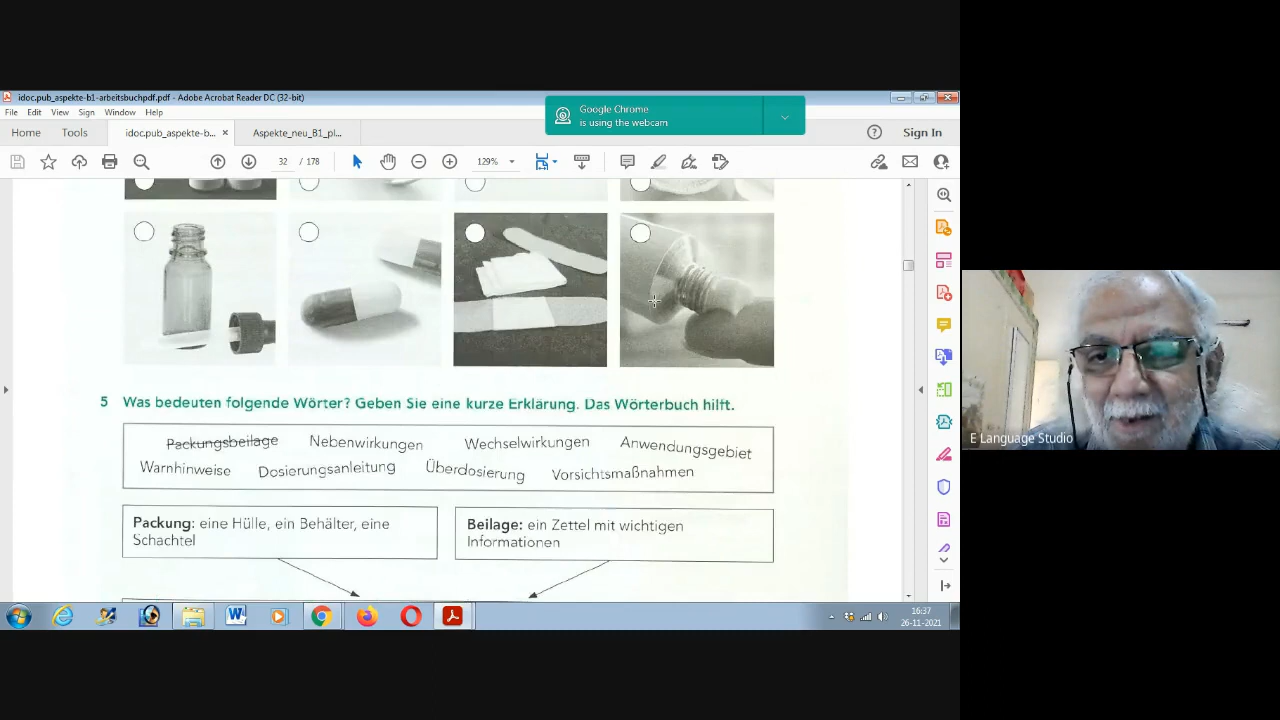 idoc.pub_aspekte-b1-arbeitsbuchpdf.pdf - Adobe Acrobat Reader DC (32-bit)
File Edit View Sign Window Help
Google Chrome
is using the webcam
Home Tools idoc.pub_aspekte-b... × Aspekte_neu_B1_pl... Sign In
32 / 178 129%
5 Was bedeuten folgende Wörter? Geben Sie eine kurze Erklärung. Das Wörterbuch hilft.
Packungsbeilage Nebenwirkungen Wechselwirkungen Anwendungsgebiet
Warnhinweise Dosierungsanleitung Überdosierung Vorsichtsmaßnahmen
Packung: eine Hülle, ein Behälter, eine
Schachtel
Beilage: ein Zettel mit wichtigen
Informationen
E Language Studio
16:37
26-11-2021